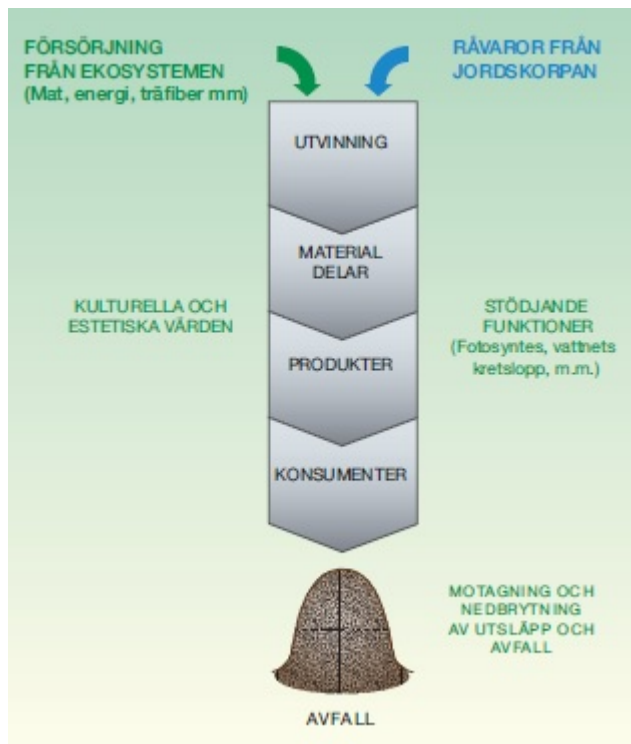 FÖRSÖRJNING
FRÅN EKOSYSTEMEN
(Mat, energi, träfiber mm)
RÅVAROR FRÅN
JORDSKORPAN
UTVINNING
MATERIAL
DELAR
KULTURELLA OCH
ESTETISKA VÄRDEN
STÖDJANDE
FUNKTIONER
(Fotosyntes, vattnets
kretslopp, m.m.)
PRODUKTER
KONSUMENTER
MOTAGNING OCH
NEDBRYTNING
AV UTSLÄPP OCH
AVFALL
AVFALL